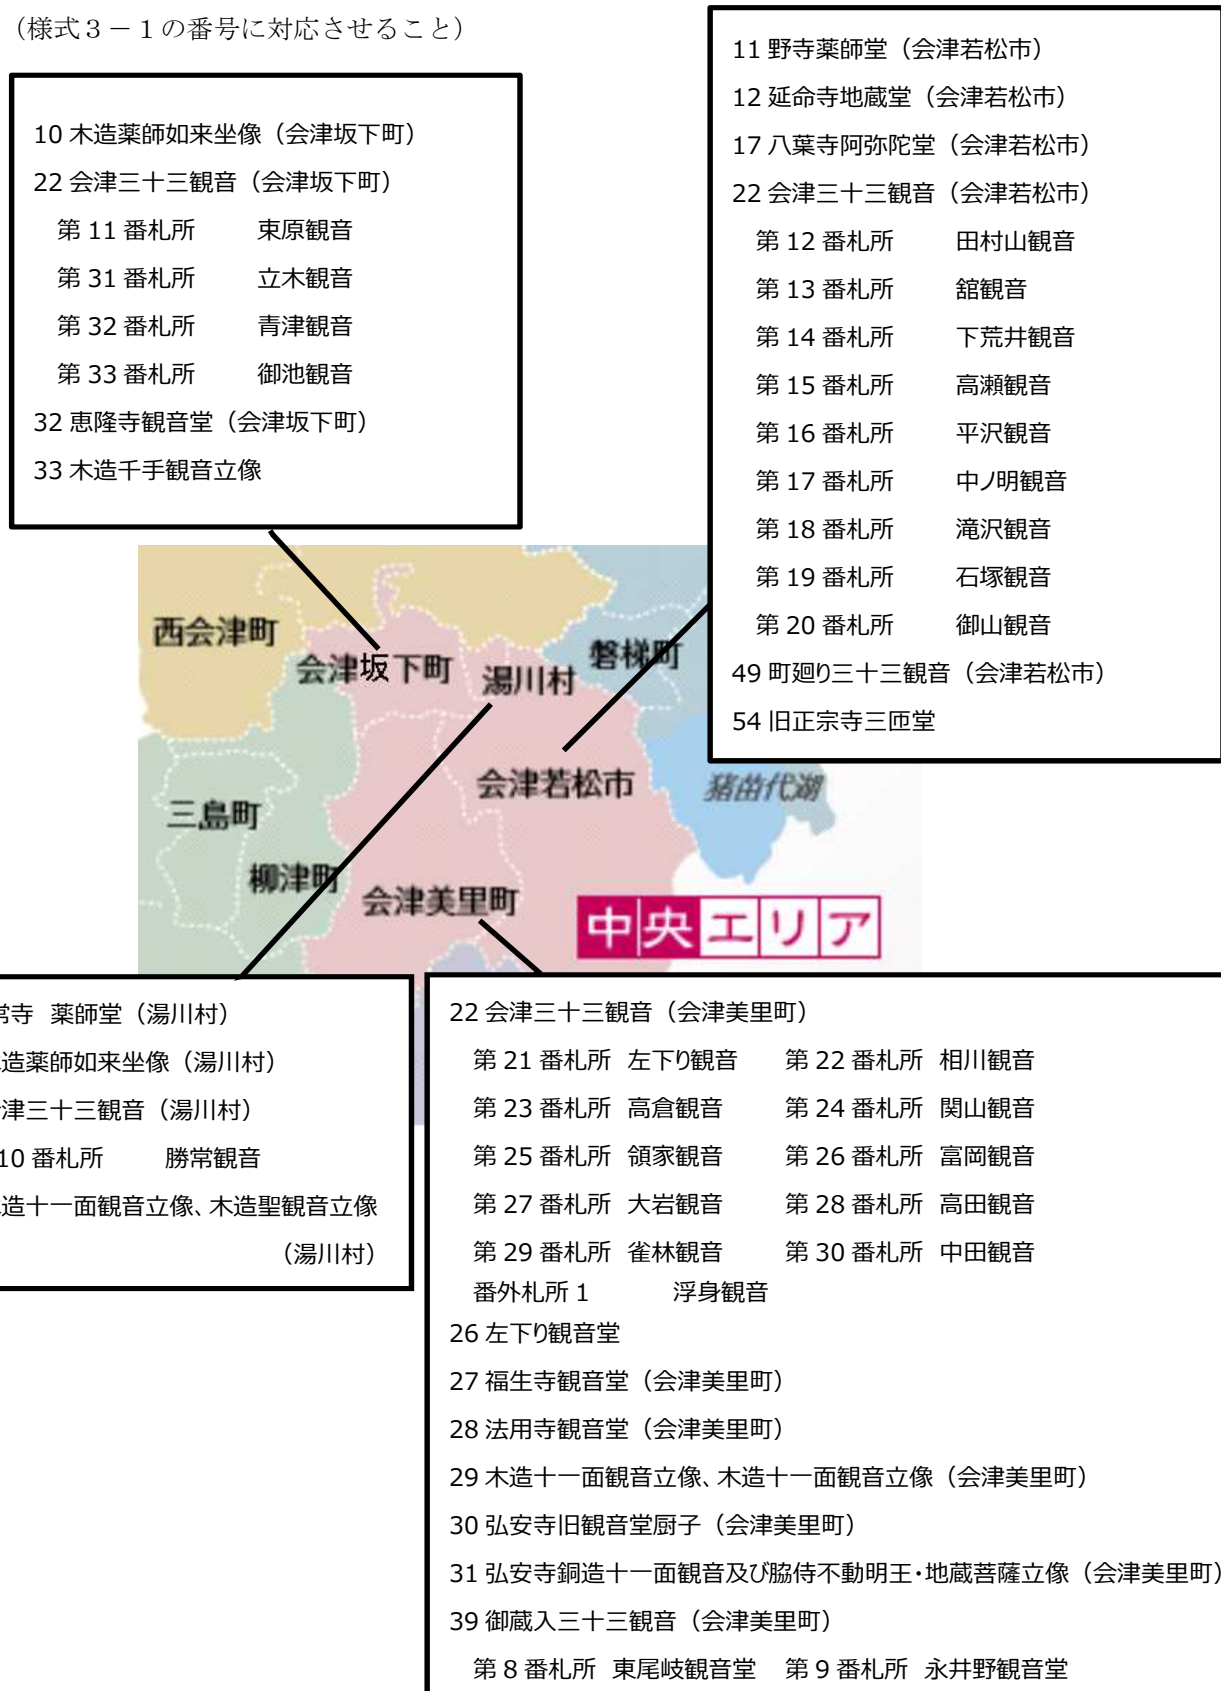 （様式３－１の番号に対応させること）
10 木造薬師如来坐像（会津坂下町）
22 会津三十三観音（会津坂下町）
第 11 番札所 束原観音
第 31 番札所 立木観音
第 32 番札所 青津観音
第 33 番札所 御池観音
32 恵隆寺観音堂（会津坂下町）
33 木造千手観音立像
11 野寺薬師堂（会津若松市）
12 延命寺地蔵堂（会津若松市）
17 八葉寺阿弥陀堂（会津若松市）
22 会津三十三観音（会津若松市）
第 12 番札所 田村山観音
第 13 番札所 舘観音
第 14 番札所 下荒井観音
第 15 番札所 高瀬観音
第 16 番札所 平沢観音
第 17 番札所 中ノ明観音
第 18 番札所 滝沢観音
第 19 番札所 石塚観音
第 20 番札所 御山観音
49 町廻り三十三観音（会津若松市）
54 旧正宗寺三匝堂
西会津町
会津坂下町
湯川村
磐梯町
会津若松市
猪苗代湖
三島町
柳津町
会津美里町
中央エリア
常寺 薬師堂（湯川村）
造薬師如来坐像（湯川村）
津三十三観音（湯川村）
10 番札所 勝常観音
造十一面観音立像、木造聖観音立像
（湯川村）
22 会津三十三観音（会津美里町）
第 21 番札所 左下り観音 第 22 番札所 相川観音
第 23 番札所 高倉観音 第 24 番札所 関山観音
第 25 番札所 領家観音 第 26 番札所 富岡観音
第 27 番札所 大岩観音 第 28 番札所 高田観音
第 29 番札所 雀林観音 第 30 番札所 中田観音
番外札所 1 浮身観音
26 左下り観音堂
27 福生寺観音堂（会津美里町）
28 法用寺観音堂（会津美里町）
29 木造十一面観音立像、木造十一面観音立像（会津美里町）
30 弘安寺旧観音堂厨子（会津美里町）
31 弘安寺銅造十一面観音及び脇侍不動明王・地蔵菩薩立像（会津美里町）
39 御蔵入三十三観音（会津美里町）
第 8 番札所 東尾岐観音堂 第 9 番札所 永井野観音堂